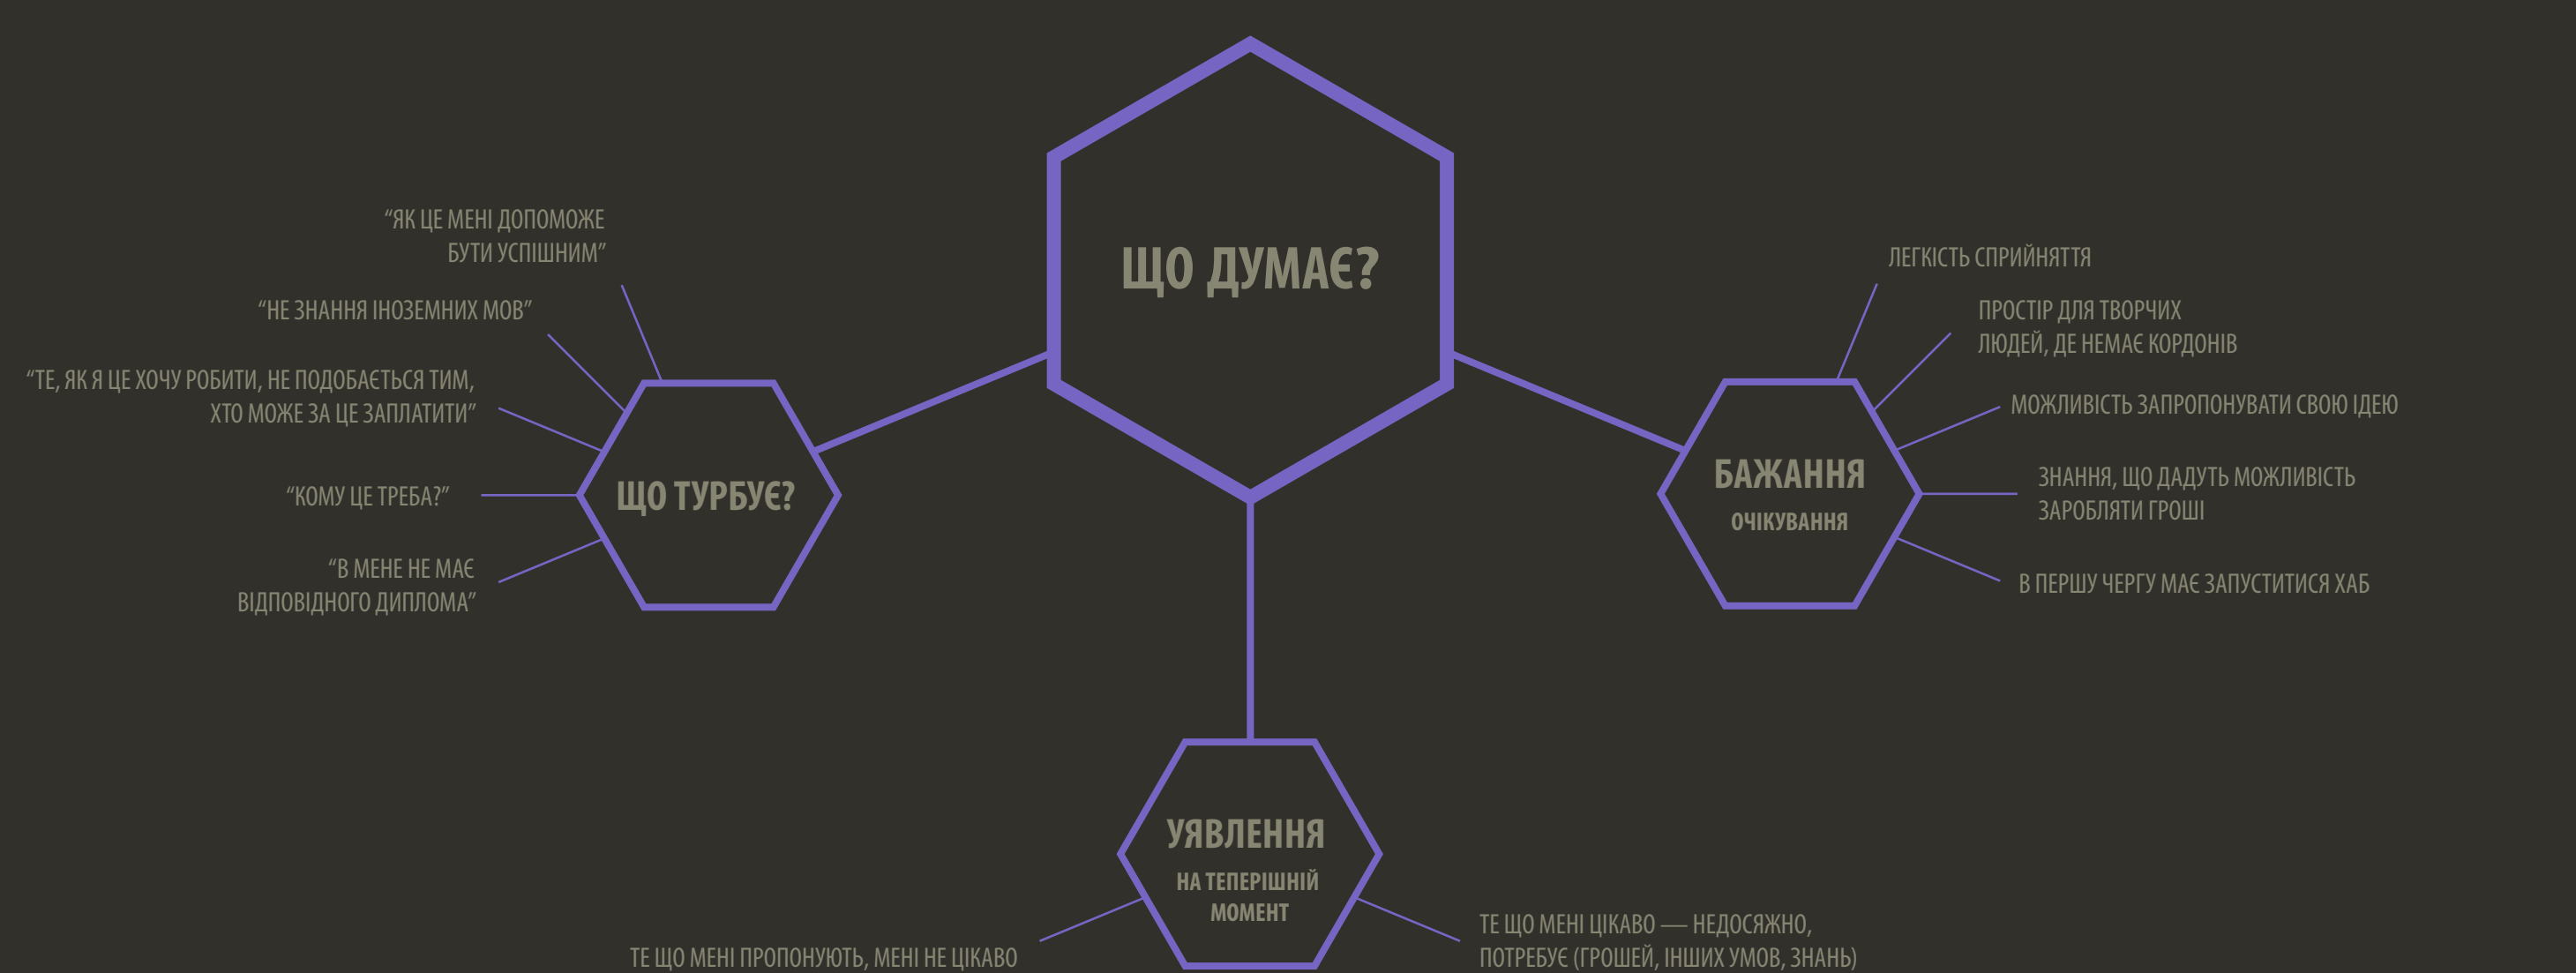 ЩО ДУМАЄ?
“ЯК ЦЕ МЕНІ ДОПОМОЖЕ
БУТИ УСПІШНИМ”
“НЕ ЗНАННЯ ІНОЗЕМНИХ МОВ”
“ТЕ, ЯК Я ЦЕ ХОЧУ РОБИТИ, НЕ ПОДОБАЄТЬСЯ ТИМ,
ХТО МОЖЕ ЗА ЦЕ ЗАПЛАТИТИ”
“КОМУ ЦЕ ТРЕБА?”
“В МЕНЕ НЕ МАЄ
ВІДПОВІДНОГО ДИПЛОМА”
ЩО ТУРБУЄ?
БАЖАННЯ
ОЧІКУВАННЯ
ЛЕГКІСТЬ СПРИЙНЯТТЯ
ПРОСТІР ДЛЯ ТВОРЧИХ
ЛЮДЕЙ, ДЕ НЕМАЄ КОРДОНІВ
МОЖЛИВІСТЬ ЗАПРОПОНУВАТИ СВОЮ ІДЕЮ
ЗНАННЯ, ЩО ДАДУТЬ МОЖЛИВІСТЬ
ЗАРОБЛЯТИ ГРОШІ
В ПЕРШУ ЧЕРГУ МАЄ ЗАПУСТИТИСЯ ХАБ
УЯВЛЕННЯ
НА ТЕПЕРІШНІЙ
МОМЕНТ
ТЕ ЩО МЕНІ ПРОПОНУЮТЬ, МЕНІ НЕ ЦІКАВО
ТЕ ЩО МЕНІ ЦІКАВО — НЕДОСЯЖНО,
ПОТРЕБУЄ (ГРОШЕЙ, ІНШИХ УМОВ, ЗНАНЬ)